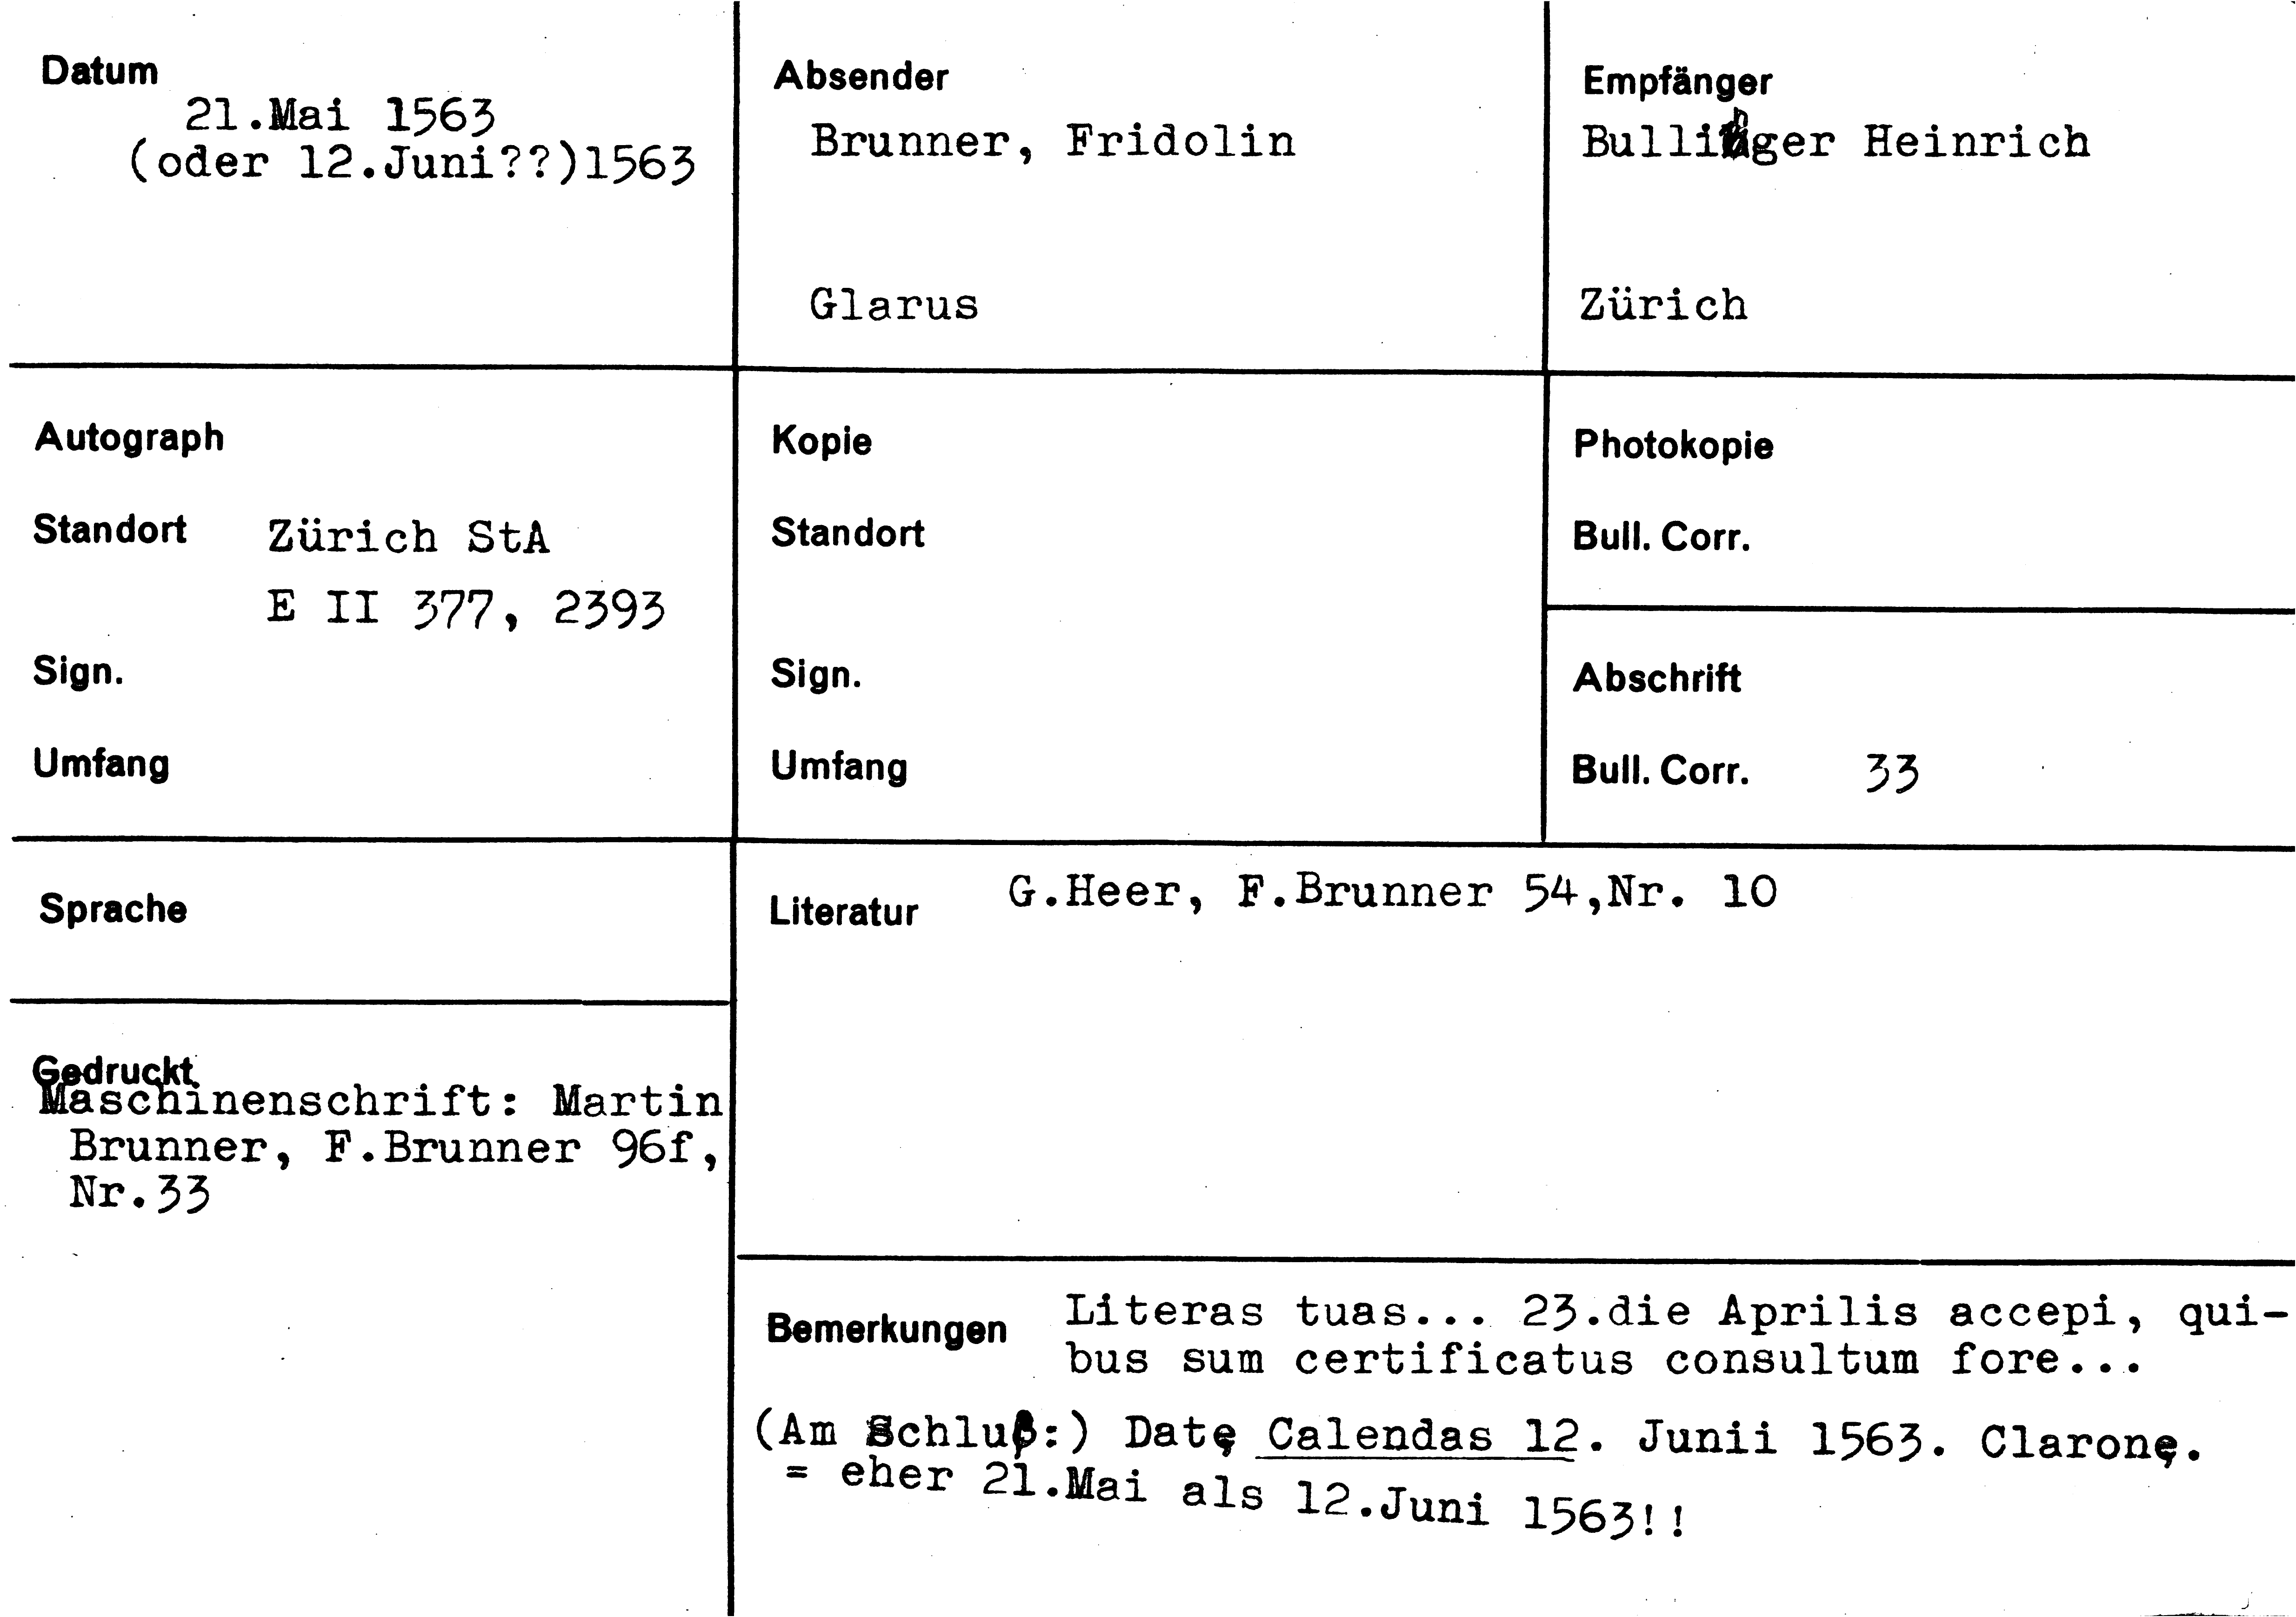 Datum
21.Mai 1563
(oder 12.Juni??)1563
Absender
Brunner, Fridolin
Glarus
Empfänger
Bullinger Heinrich
Zürich
Autograph
Standort Zürich StA
E II 377, 2393
Sign.
Umfang
Kopie
Standort
Sign.
Umfang
Photokopie
Bull. Corr.
Abschrift
Bull. Corr. 33
Sprache
Literatur G.Heer, F.Brunner 54,Nr. 10
Gedruckt
Maschinenschrift: Martin
Brunner, F.Brunner 96f,
Nr.33
Bemerkungen Literas tuas... 23.die Aprilis accepi, qui-
bus sum certificatus consultum fore...
(Am Schluß:) Datę Calendas 12. Junii 1563. Claronę.
= eher 21.Mai als 12.Juni 1563!!